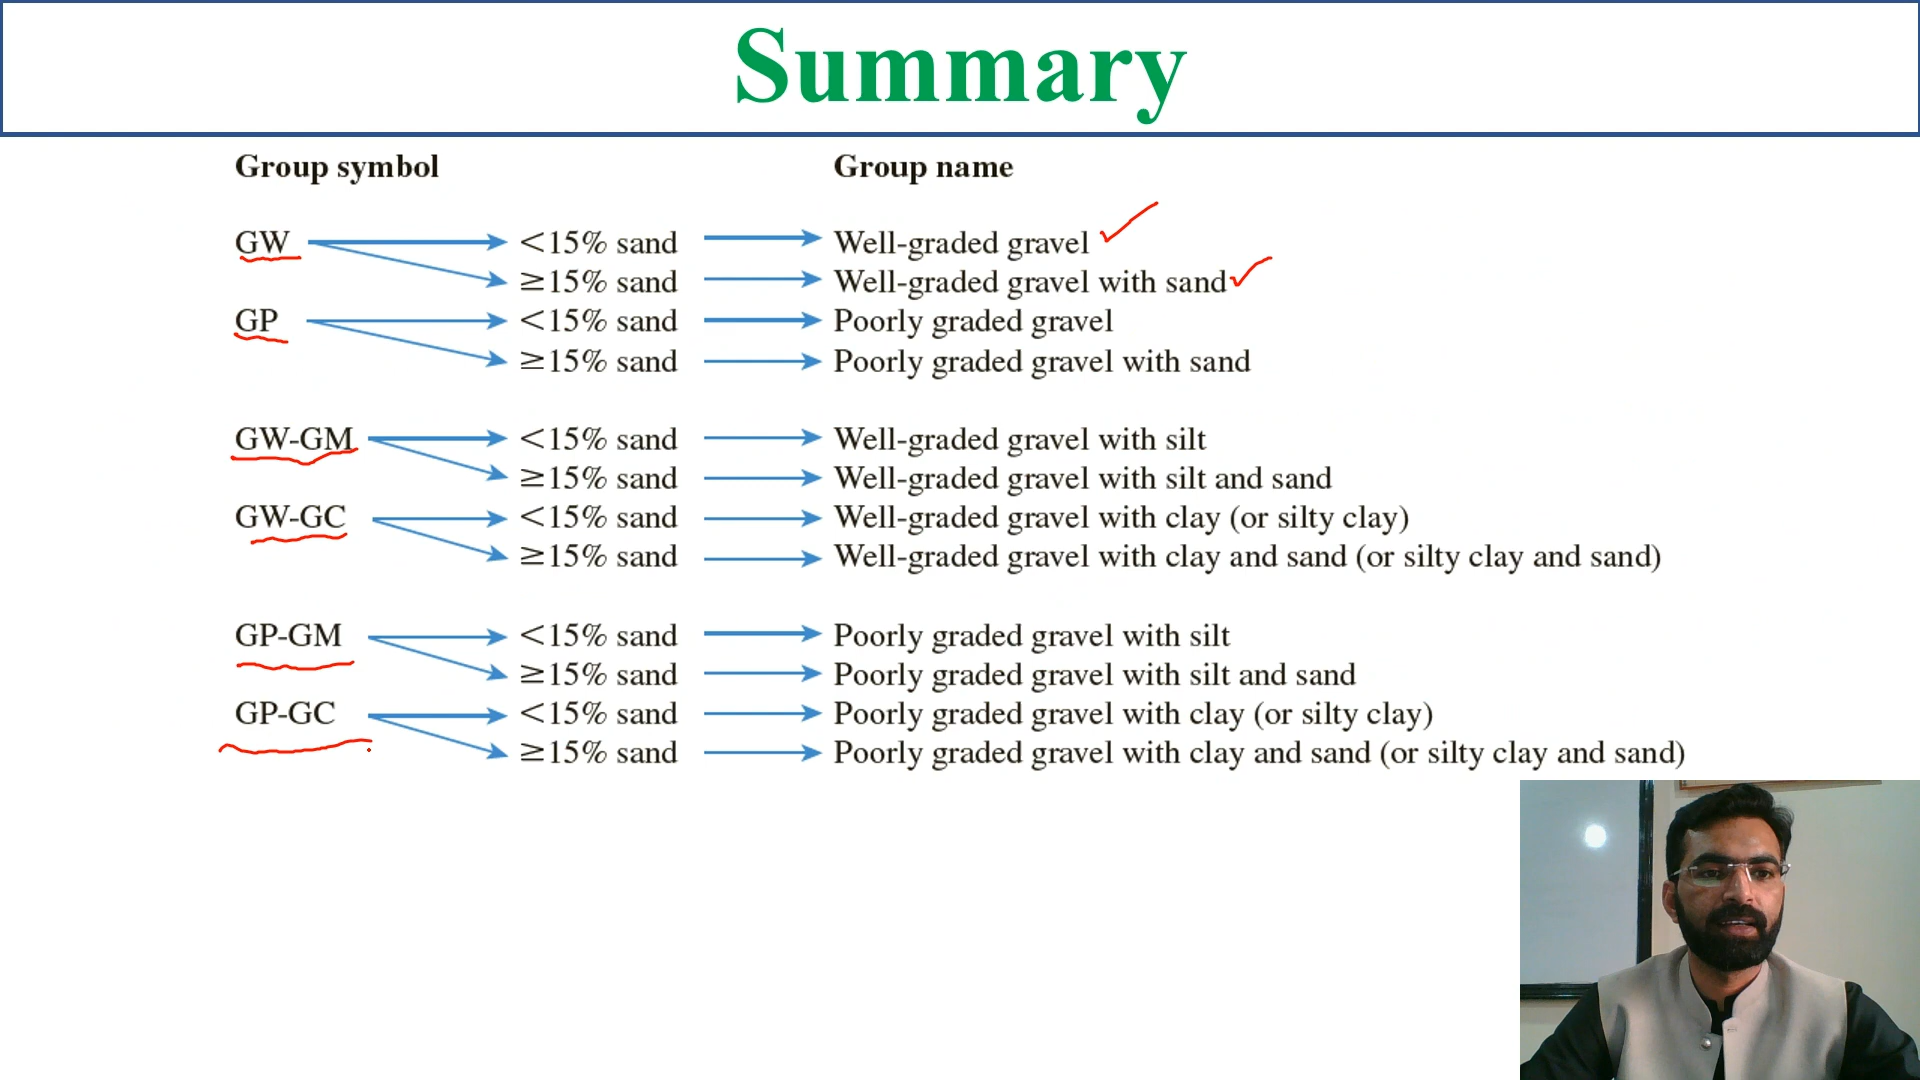 Summary
Group symbol Group name
GW <15% sand Well-graded gravel
≥15% sand Well-graded gravel with sand
GP <15% sand Poorly graded gravel
≥15% sand Poorly graded gravel with sand
GW-GM <15% sand Well-graded gravel with silt
≥15% sand Well-graded gravel with silt and sand
GW-GC <15% sand Well-graded gravel with clay (or silty clay)
≥15% sand Well-graded gravel with clay and sand (or silty clay and sand)
GP-GM <15% sand Poorly graded gravel with silt
≥15% sand Poorly graded gravel with silt and sand
GP-GC <15% sand Poorly graded gravel with clay (or silty clay)
≥15% sand Poorly graded gravel with clay and sand (or silty clay and sand)